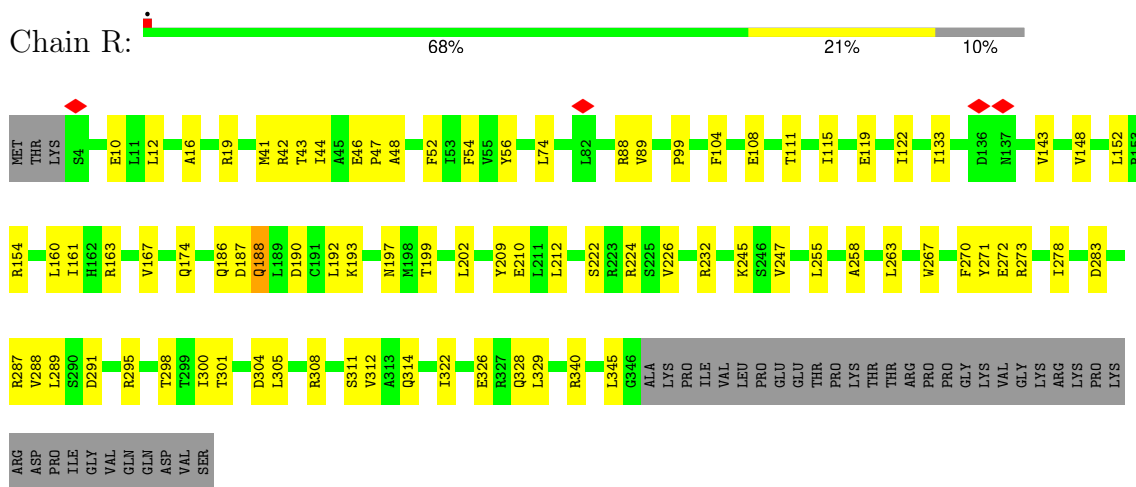 Chain R:
68% 21% 10%
MET THR LYS S4 E10 L11 L12 A16 R19 M41 R42 T43 I44 A45 E46 P47 A48 F52 I53 F54 V55 Y56 L74 L82 R88 V89 P99 F104 E108 T111 I115 E119 I122 I133 D136 N137 V143 V148 L152
R154 L160 I161 H162 R163 V167 Q174 Q186 D187 Q188 L189 D190 C191 L192 K193 N197 M198 T199 L202 Y209 E210 L211 L212 S222 R223 R224 S225 V226 R232 K245 S246 V247 L255 A258 L263 W267 F270 Y271 E272 R273 I278 D283
R287 V288 L289 S290 D291 R295 T298 T299 I300 T301 D304 L305 R308 S311 V312 A313 Q314 I322 E326 R327 Q328 L329 R340 L345 G346 ALA LYS PRO PRO ILE VAL LEU PRO GLU GLU THR PRO LYS THR THR ARG PRO PRO GLY LYS VAL GLY LYS ARG LYS PRO LYS
ARG ASP PRO ILE GLY VAL GLN GLN ASP VAL SER